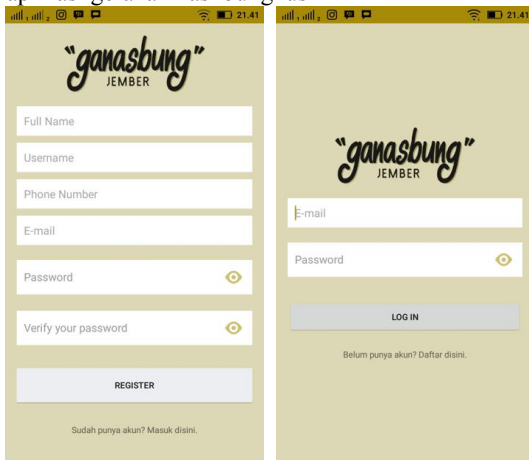 21.41
"ganasbung"
JEMBER
Full Name
Username
Phone Number
E-mail
Password
Verify your password
REGISTER
Sudah punya akun? Masuk disini.
21.41
"ganasbung"
JEMBER
E-mail
Password
LOG IN
Belum punya akun? Daftar disini.